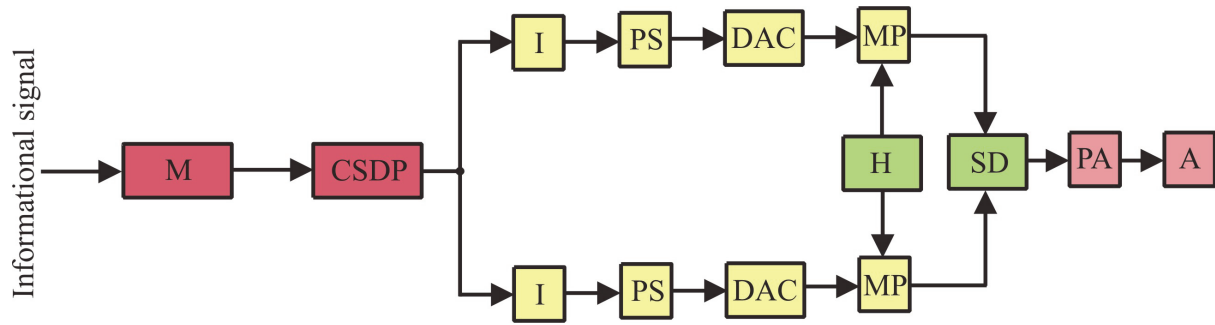 Informational signal
M
CSDP
I
PS
DAC
MP
H
SD
PA
A
I
PS
DAC
MP